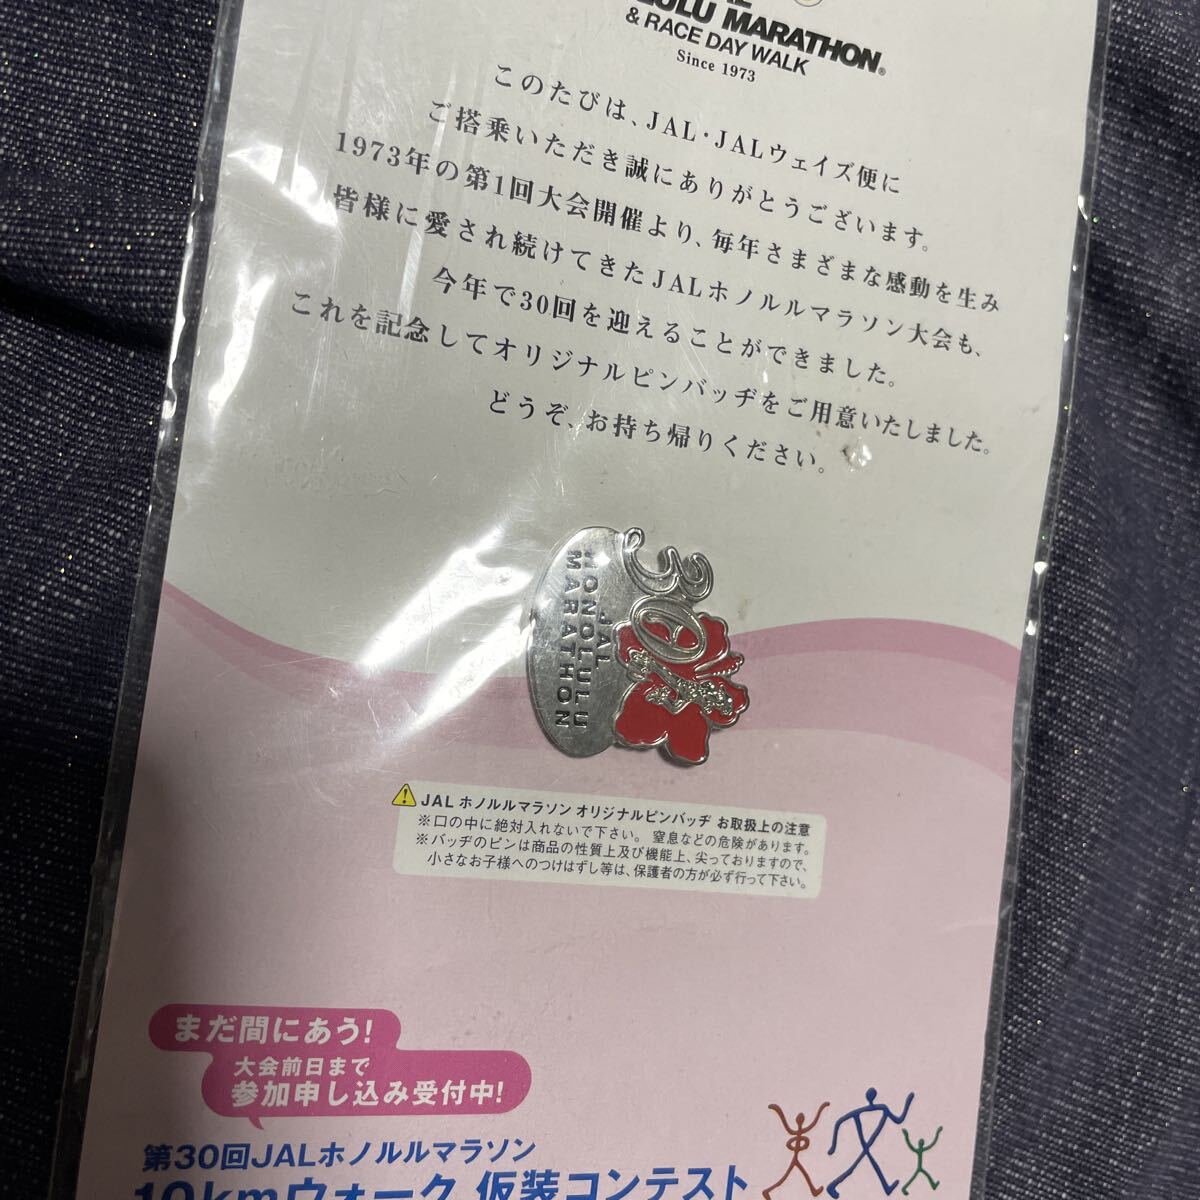 LULU MARATHON®
& RACE DAY WALK
Since 1973
このたびは、JAL・JALウェイズ便に
ご搭乗いただき誠にありがとうございます。
1973年の第1回大会開催より、毎年さまざまな感動を生み
皆様に愛され続けてきたJALホノルルマラソン大会も、
今年で30回を迎えることができました。
これを記念してオリジナルピンバッヂをご用意いたしました。
どうぞ、お持ち帰りください。
30
JAL
HONOLULU
MARATHON
JAL ホノルルマラソン オリジナルピンバッヂ お取扱上の注意
※口の中に絶対入れないで下さい。 窒息などの危険があります。
※バッヂのピンは商品の性質上及び機能上、尖っておりますので、
小さなお子様へのつけはずし等は、保護者の方が必ず行って下さい。
まだ間にあう!
大会前日まで
参加申し込み受付中!
第30回JALホノルルマラソン
10kmウォーク 仮装コンテスト